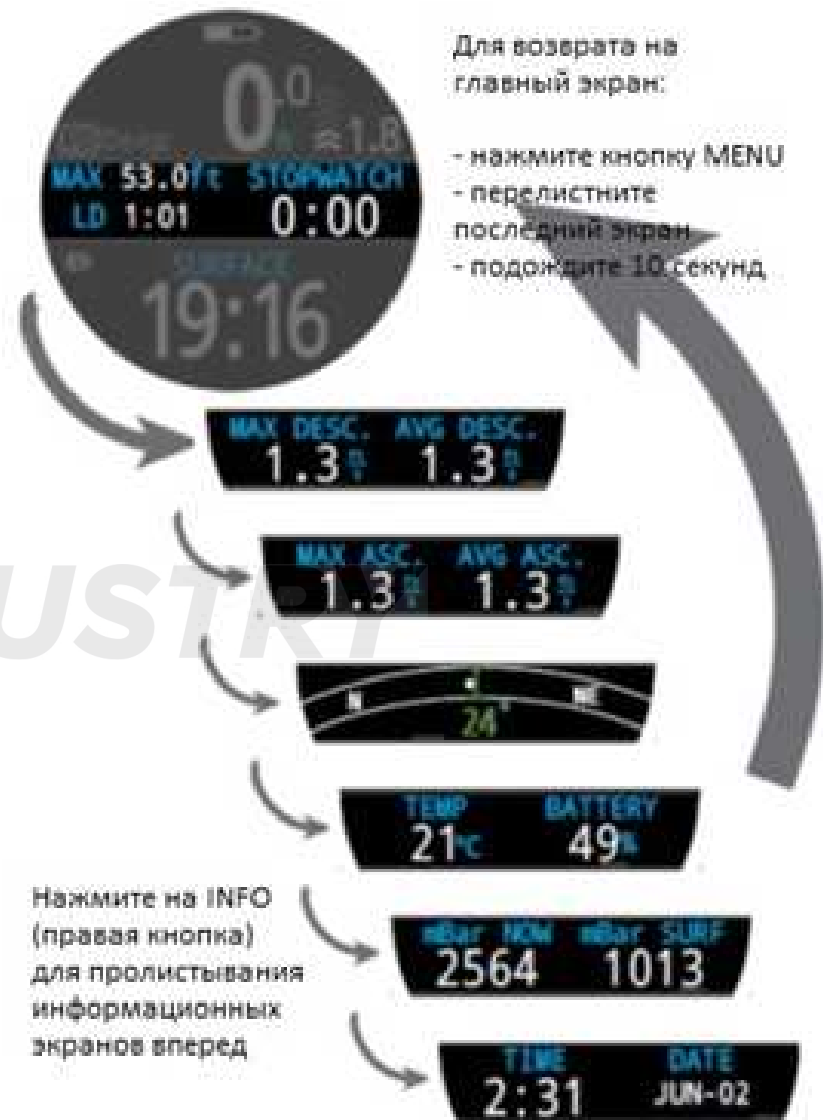 Для возврата на
главный экран:
- нажмите кнопку MENU
- перелистните
последний экран
- подождите 10 секунд
0.0
1.8
MAX 53.0ft STOPWATCH
LD 1:01 0:00
SURFACE
19:16
MAX DESC. AVG DESC.
1.3 1.3
MAX ASC. AVG ASC.
1.3 1.3
N NE
24°
TEMP BATTERY
21°C 49%
Нажмите на INFO
(правая кнопка)
для пролистывания
информационных
экранов вперед
mBar NOW mBar SURF
2564 1013
TIME DATE
2:31 JUN-02
USTRY